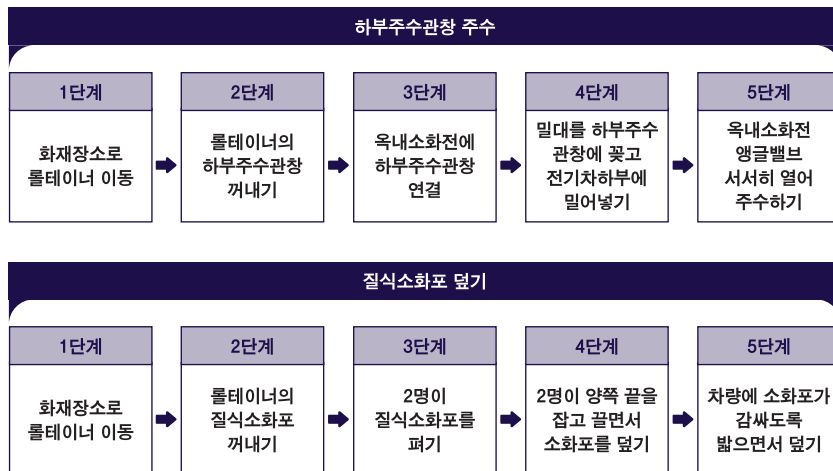 하부주수관창 주수
1단계
화재장소로
롤테이너 이동
2단계
롤테이너의
하부주수관창
꺼내기
3단계
옥내소화전에
하부주수관창
연결
4단계
밀대를 하부주수
관창에 꽂고
전기차하부에
밀어넣기
5단계
옥내소화전
앵글밸브
서서히 열어
주수하기
질식소화포 덮기
1단계
화재장소로
롤테이너 이동
2단계
롤테이너의
질식소화포
꺼내기
3단계
2명이
질식소화포를
펴기
4단계
2명이 양쪽 끝을
잡고 끌면서
소화포를 덮기
5단계
차량에 소화포가
감싸도록
밟으면서 덮기